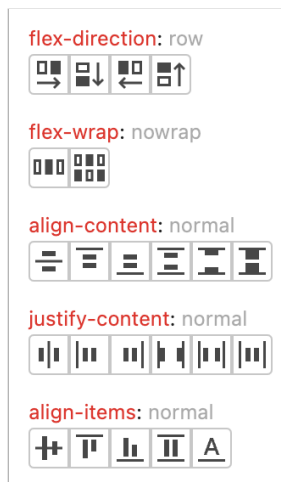 flex-direction: row
flex-wrap: nowrap
align-content: normal
justify-content: normal
align-items: normal
A